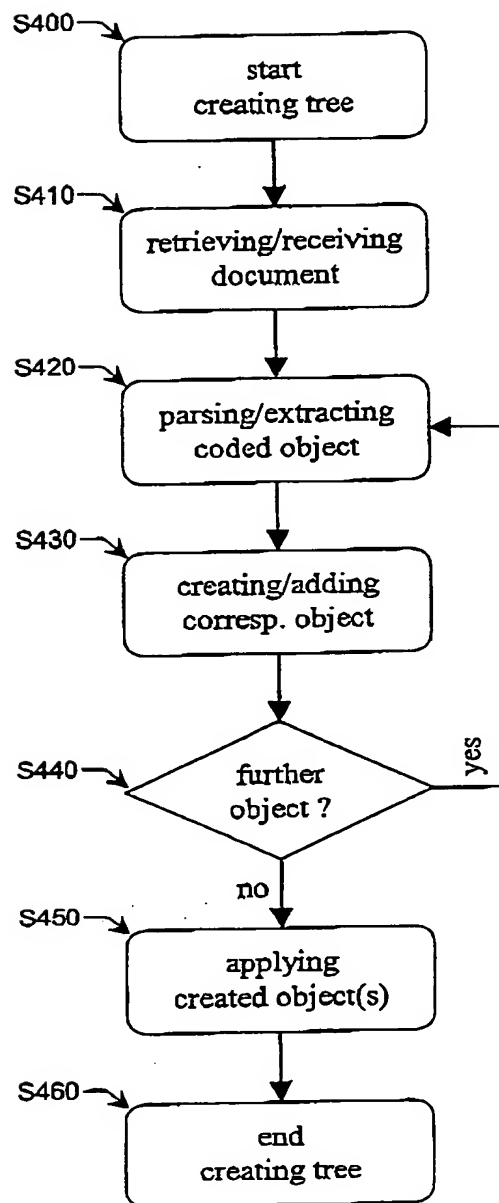 S400
start
creating tree
S410
retrieving/receiving
document
S420
parsing/extracting
coded object
S430
creating/adding
corresp. object
S440
further
object ?
yes
no
S450
applying
created object(s)
S460
end
creating tree